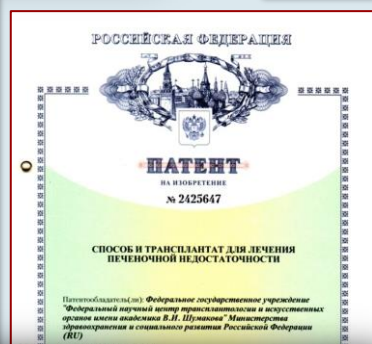 РОССИЙСКАЯ ФЕДЕРАЦИЯ
ПАТЕНТ
НА ИЗОБРЕТЕНИЕ
№ 2425647
СПОСОБ И ТРАНСПЛАНТАТ ДЛЯ ЛЕЧЕНИЯ
ПЕЧЕНОЧНОЙ НЕДОСТАТОЧНОСТИ
Патентообладатель(ли): Федеральное государственное учреждение
"Федеральный научный центр трансплантологии и искусственных
органов имени академика В.И. Шумакова" Министерства
здравоохранения и социального развития Российской Федерации
(RU)